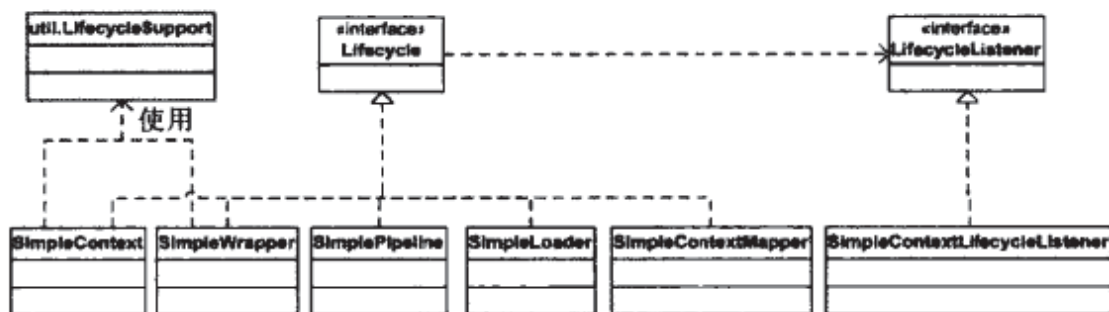 util.LifecycleSupport
«interface»
Lifecycle
«interface»
LifecycleListener
使用
SimpleContext
SimpleWrapper
SimplePipeline
SimpleLoader
SimpleContextMapper
SimpleContextLifecycleListener